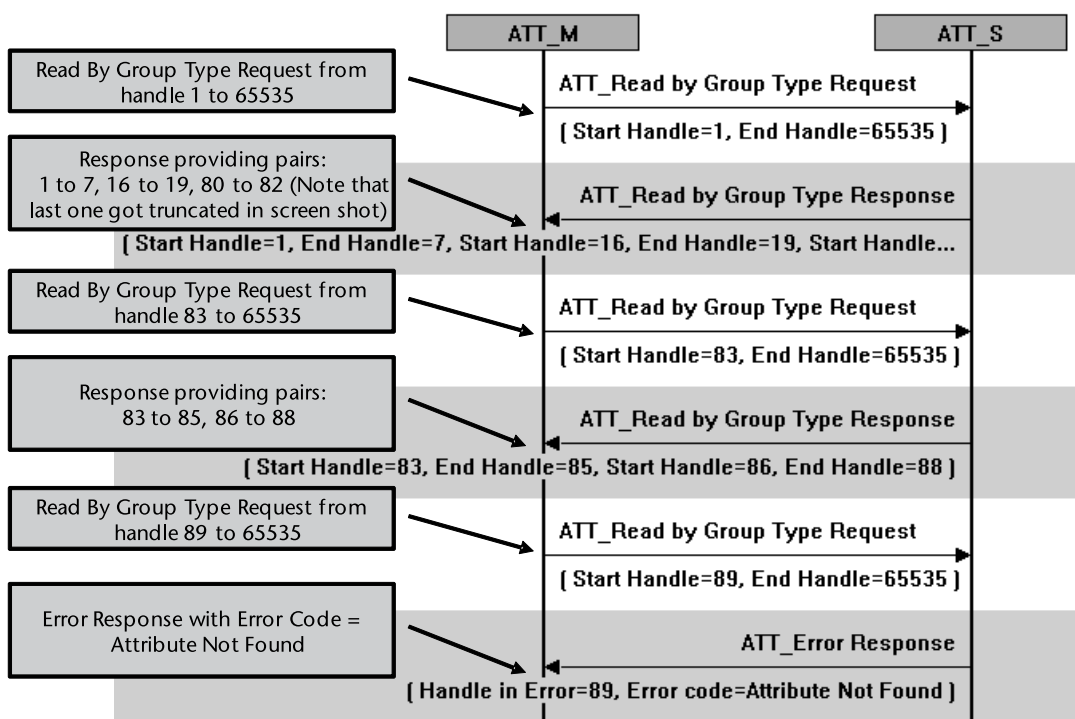 ATT_M
ATT_S
Read By Group Type Request from
handle 1 to 65535
ATT_Read by Group Type Request
( Start Handle=1, End Handle=65535 )
Response providing pairs:
1 to 7, 16 to 19, 80 to 82 (Note that
last one got truncated in screen shot)
ATT_Read by Group Type Response
( Start Handle=1, End Handle=7, Start Handle=16, End Handle=19, Start Handle...
Read By Group Type Request from
handle 83 to 65535
ATT_Read by Group Type Request
( Start Handle=83, End Handle=65535 )
Response providing pairs:
83 to 85, 86 to 88
ATT_Read by Group Type Response
( Start Handle=83, End Handle=85, Start Handle=86, End Handle=88 )
Read By Group Type Request from
handle 89 to 65535
ATT_Read by Group Type Request
( Start Handle=89, End Handle=65535 )
Error Response with Error Code =
Attribute Not Found
ATT_Error Response
( Handle in Error=89, Error code=Attribute Not Found )